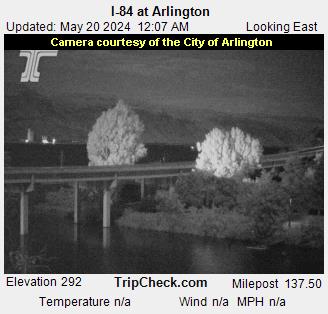 I-84 at Arlington
Updated: May 20 2024 12:07 AM Looking East
Camera courtesy of the City of Arlington
Elevation 292 TripCheck.com Milepost 137.50
Temperature n/a Wind n/a MPH n/a